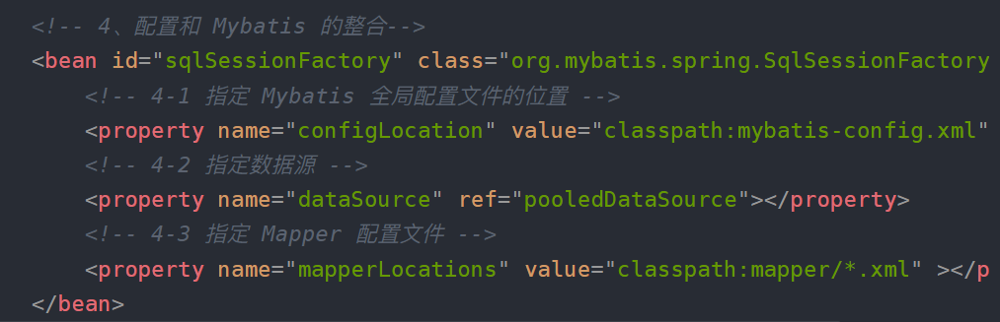 <!-- 4、配置和 Mybatis 的整合-->
<bean id="sqlSessionFactory" class="org.mybatis.spring.SqlSessionFactory
<!-- 4-1 指定 Mybatis 全局配置文件的位置 -->
<property name="configLocation" value="classpath:mybatis-config.xml"
<!-- 4-2 指定数据源 -->
<property name="dataSource" ref="pooledDataSource"></property>
<!-- 4-3 指定 Mapper 配置文件 -->
<property name="mapperLocations" value="classpath:mapper/*.xml" ></p
</bean>